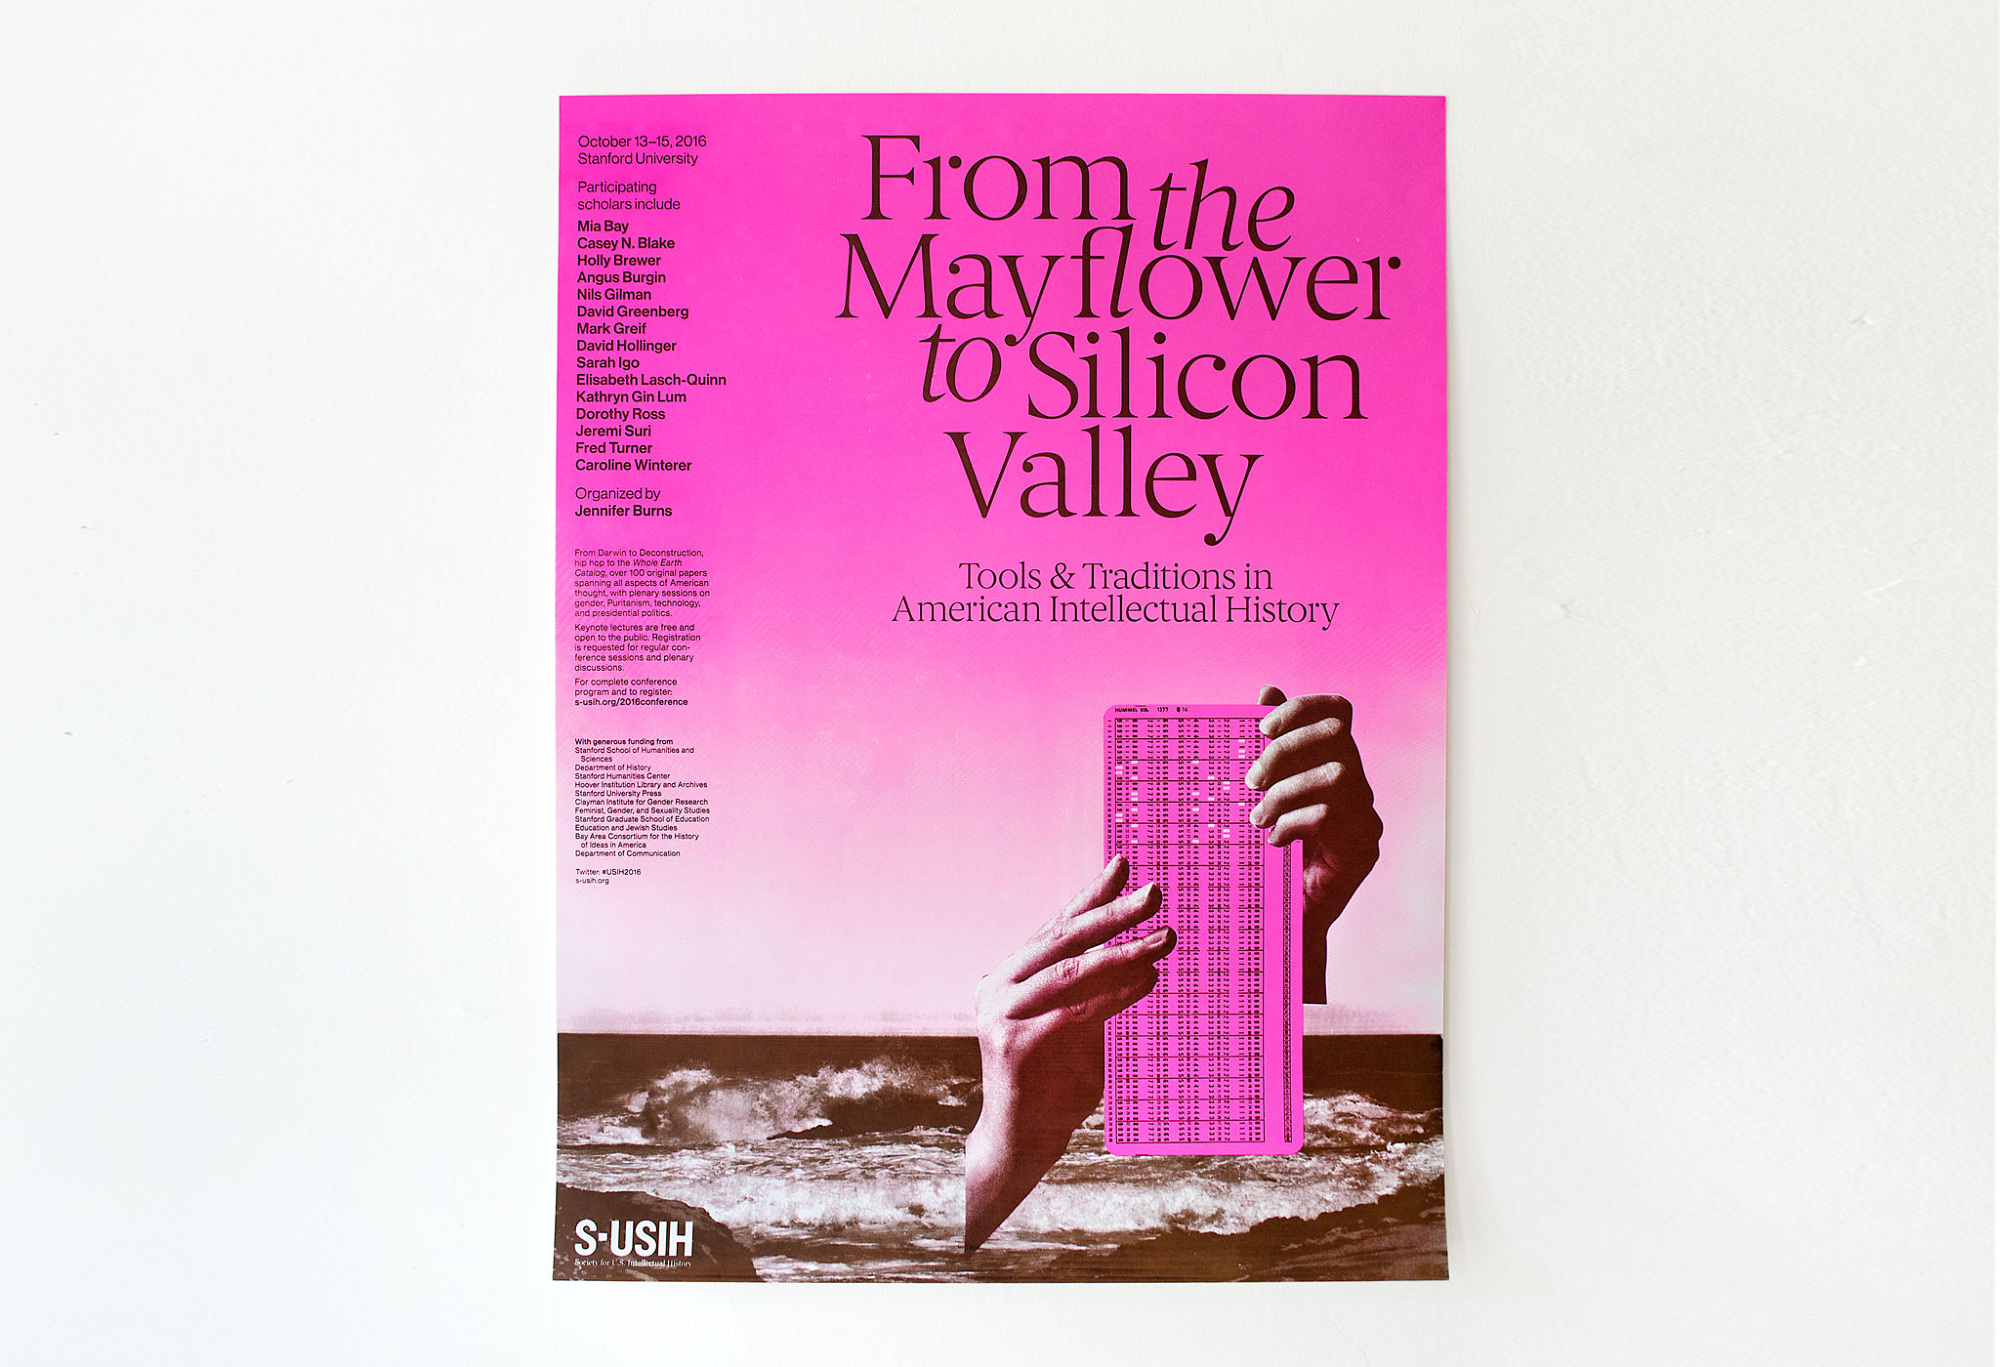 October 13–15, 2016
Stanford University
Participating
scholars include
Mia Bay
Casey N. Blake
Holly Brewer
Angus Burgin
Nils Gilman
David Greenberg
Mark Greif
David Hollinger
Sarah Igo
Elisabeth Lasch-Quinn
Kathryn Gin Lum
Dorothy Ross
Jeremi Suri
Fred Turner
Caroline Winterer
Organized by
Jennifer Burns
From Darwin to Deconstruction,
hip hop to the Whole Earth
Catalog, over 100 original papers
spanning all aspects of American
thought, with plenary sessions on
gender, Puritanism, technology,
and presidential politics.
Keynote lectures are free and
open to the public. Registration
is requested for regular con-
ference sessions and plenary
discussions.
For complete conference
program and to register:
s-usih.org/2016conference
With generous funding from
Stanford School of Humanities and
Sciences
Department of History
Stanford Humanities Center
Hoover Institution Library and Archives
Stanford University Press
Clayman Institute for Gender Research
Feminist, Gender, and Sexuality Studies
Stanford Graduate School of Education
Education and Jewish Studies
Bay Area Consortium for the History
of Ideas in America
Department of Communication
Twitter: #USIH2016
s-usih.org
From the
Mayflower
to Silicon
Valley
Tools & Traditions in
American Intellectual History
S-USIH
Society for U.S. Intellectual History